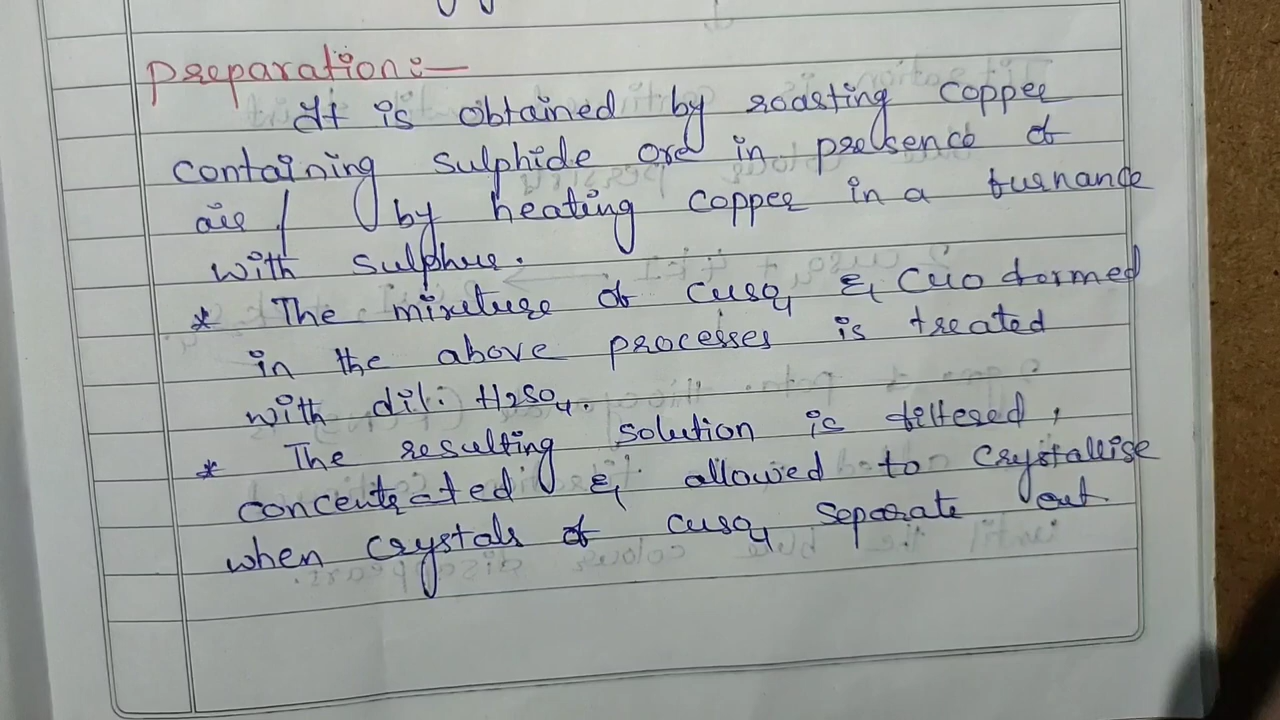 Preparation:-
It is obtained by roasting copper
containing sulphide ore in presence of
air / by heating copper in a furnance
with sulphur.
* The mixture of CuSO4 & CuO formed
in the above processes is treated
with dil: H2SO4.
* The resulting solution is filtered,
concentrated & allowed to crystallise
when crystals of CuSO4 separate out